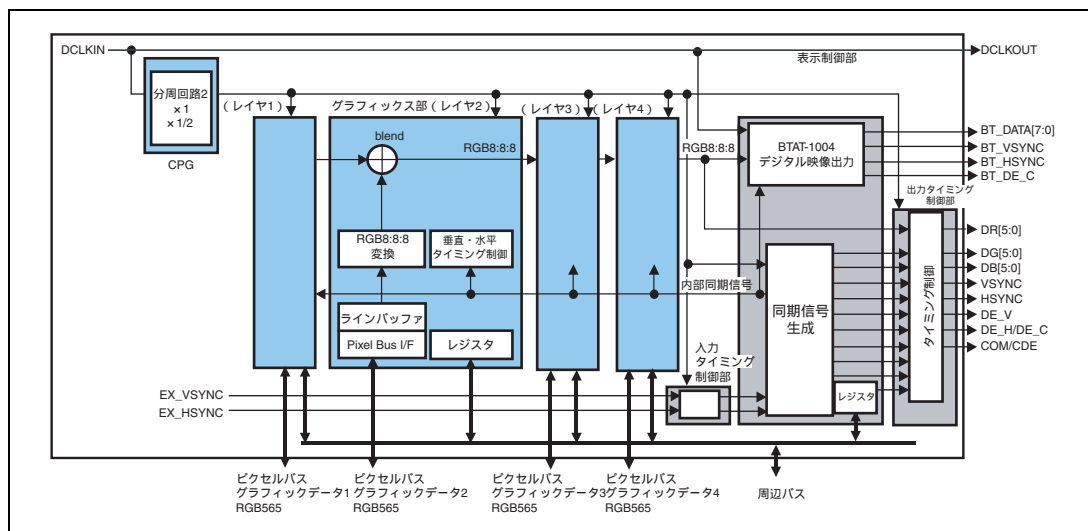 DCLKIN
DCLKOUT
表示制御部
分周回路2
×1
×1/2
CPG
(レイヤ1)
グラフィックス部(レイヤ2)
(レイヤ3)
(レイヤ4)
blend
RGB8:8:8
RGB8:8:8
BTAT-1004
デジタル映像出力
BT_DATA[7:0]
BT_VSYNC
BT_HSYNC
BT_DE_C
出力タイミング
制御部
RGB8:8:8
変換
垂直・水平
タイミング制御
内部同期信号
同期信号
生成
タイミング制御
DR[5:0]
DG[5:0]
DB[5:0]
VSYNC
HSYNC
DE_V
DE_H/DE_C
COM/CDE
ラインバッファ
Pixel Bus I/F
レジスタ
入力
タイミング
制御部
レジスタ
EX_VSYNC
EX_HSYNC
ピクセルバス
グラフィックデータ1
RGB565
ピクセルバス
グラフィックデータ2
RGB565
ピクセルバス
グラフィックデータ3
RGB565
ピクセルバス
グラフィックデータ4
RGB565
周辺バス